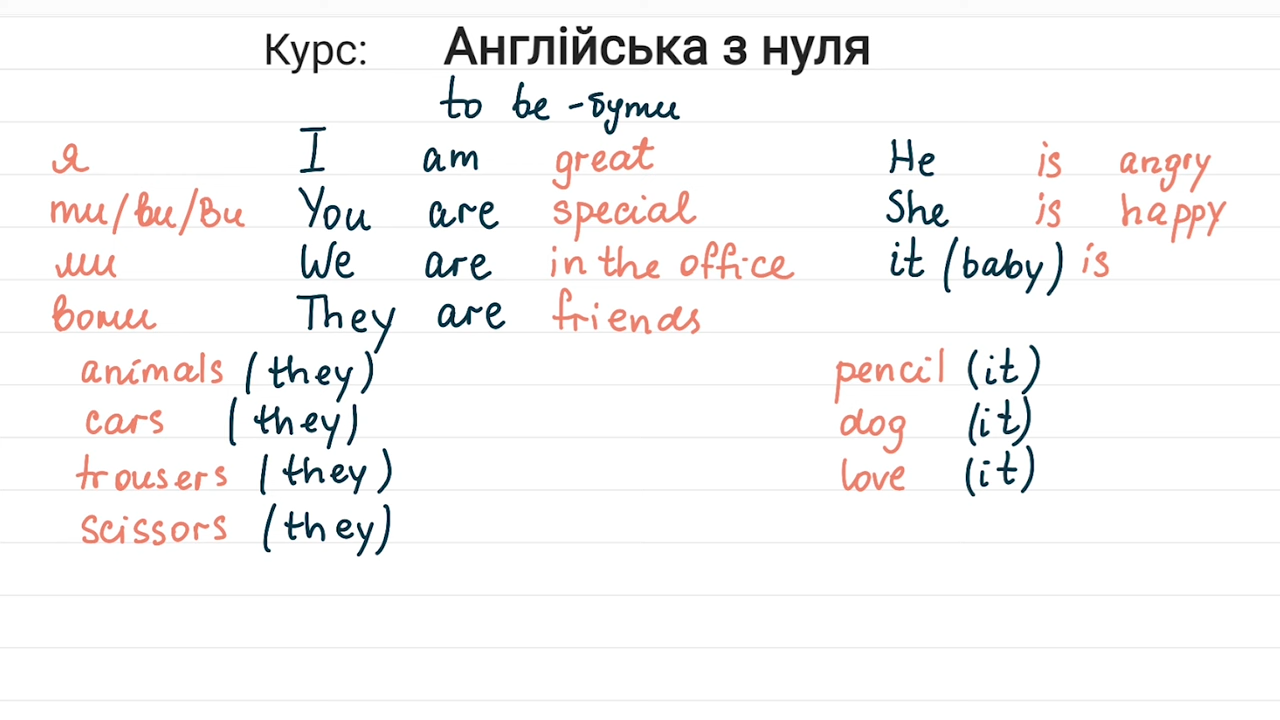 Курс: Англійська з нуля
to be - бути
я I am great He is angry
ти/ви/Ви You are special She is happy
ми We are in the office it (baby) is
вони They are friends
animals (they) pencil (it)
cars (they) dog (it)
trousers (they) love (it)
scissors (they)